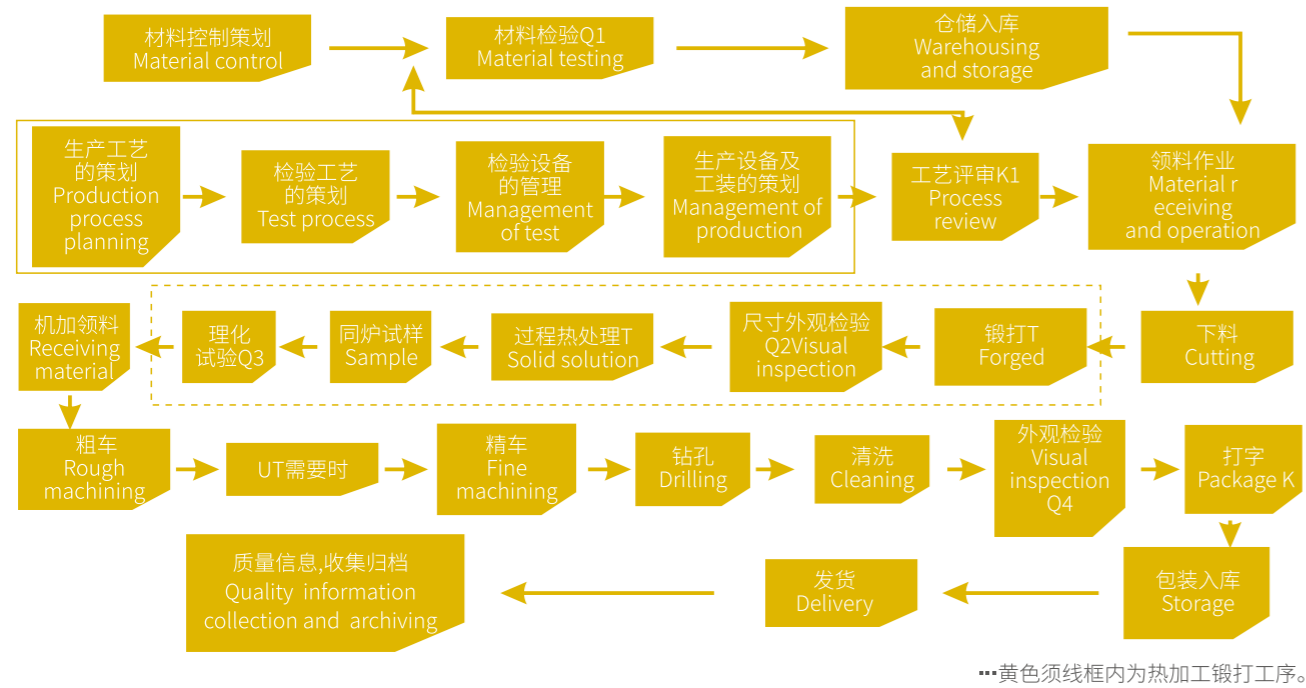 材料控制策划
Material control
材料检验Q1
Material testing
仓储入库
Warehousing
and storage
生产工艺
的策划
Production
process
planning
检验工艺
的策划
Test process
检验设备
的管理
Management
of test
生产设备及
工装的策划
Management of
production
工艺评审K1
Process
review
领料作业
Material r
eceiving
and operation
机加领料
Receiving
material
理化
试验Q3
同炉试样
Sample
过程热处理T
Solid solution
尺寸外观检验
Q2Visual
inspection
锻打T
Forged
下料
Cutting
粗车
Rough
machining
UT需要时
精车
Fine
machining
钻孔
Drilling
清洗
Cleaning
外观检验
Visual
inspection
Q4
打字
Package K
质量信息,收集归档
Quality information
collection and archiving
发货
Delivery
包装入库
Storage
┅黄色须线框内为热加工锻打工序。